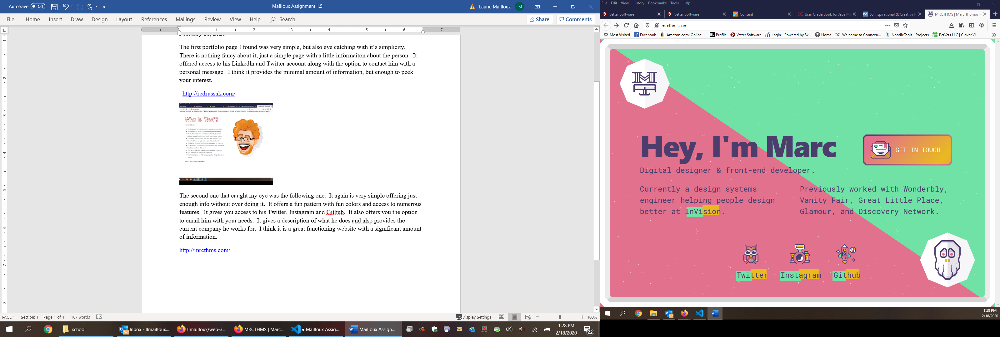 AutoSave Off
Mailloux Assignment 1.5
Laurie Mailloux LM
File Home Insert Draw Design Layout References Mailings Review View Help Search
Share Comments
The first portfolio page I found was very simple, but also eye catching with it’s simplicity.
There is nothing fancy about it, just a simple page with a little informaiton about the person. It
offered access to his LinkedIn and Twitter account along with the option to contact him with a
personal message. I think it provides the minimal amount of information, but enough to peek
your interest.
http://redrussak.com/
Who is "Red"?
The second one that caught my eye was the following one. It again is very simple offering just
enough info without over doing it. It offers a fun pattern with fun colors and access to numerous
features. It gives you access to his Twitter, Instagram and Github. It also offers you the option
to email him with your needs. It gives a description of what he does and also provides the
current company he works for. I think it is a great functioning website with a significant amount
of information.
http://mrcthms.com/
PAGE: 1 Section: 1 Page 1 of 1 167 words
Display Settings
100%
school
Inbox - llmailloux...
llmailloux/web-3...
MRCTHMS | Marc...
● Mailloux Assig...
Mailloux Assign...
1:28 PM
2/18/2020
22
File Edit View History Bookmarks Tools Help
Vetter Software
Vetter Software
Content
User Grade Book for Jace M
50 Inspirational & Creative P
MRCTHMS | Marc Thomas
mrcthms.com
Most Visited
Facebook
Amazon.com: Online ...
Bb Profile
Vetter Software
Login - Powered by Sk...
Home
Welcome to Connexu...
NoodleTools - Projects
PetVets LLC | Clover Vi...
Hey, I'm Marc
GET IN TOUCH
Digital designer & front-end developer.
Currently a design systems
engineer helping people design
better at InVision.
Previously worked with Wonderbly,
Vanity Fair, Great Little Place,
Glamour, and Discovery Network.
Twitter
Instagram
Github
1:28 PM
2/18/2020